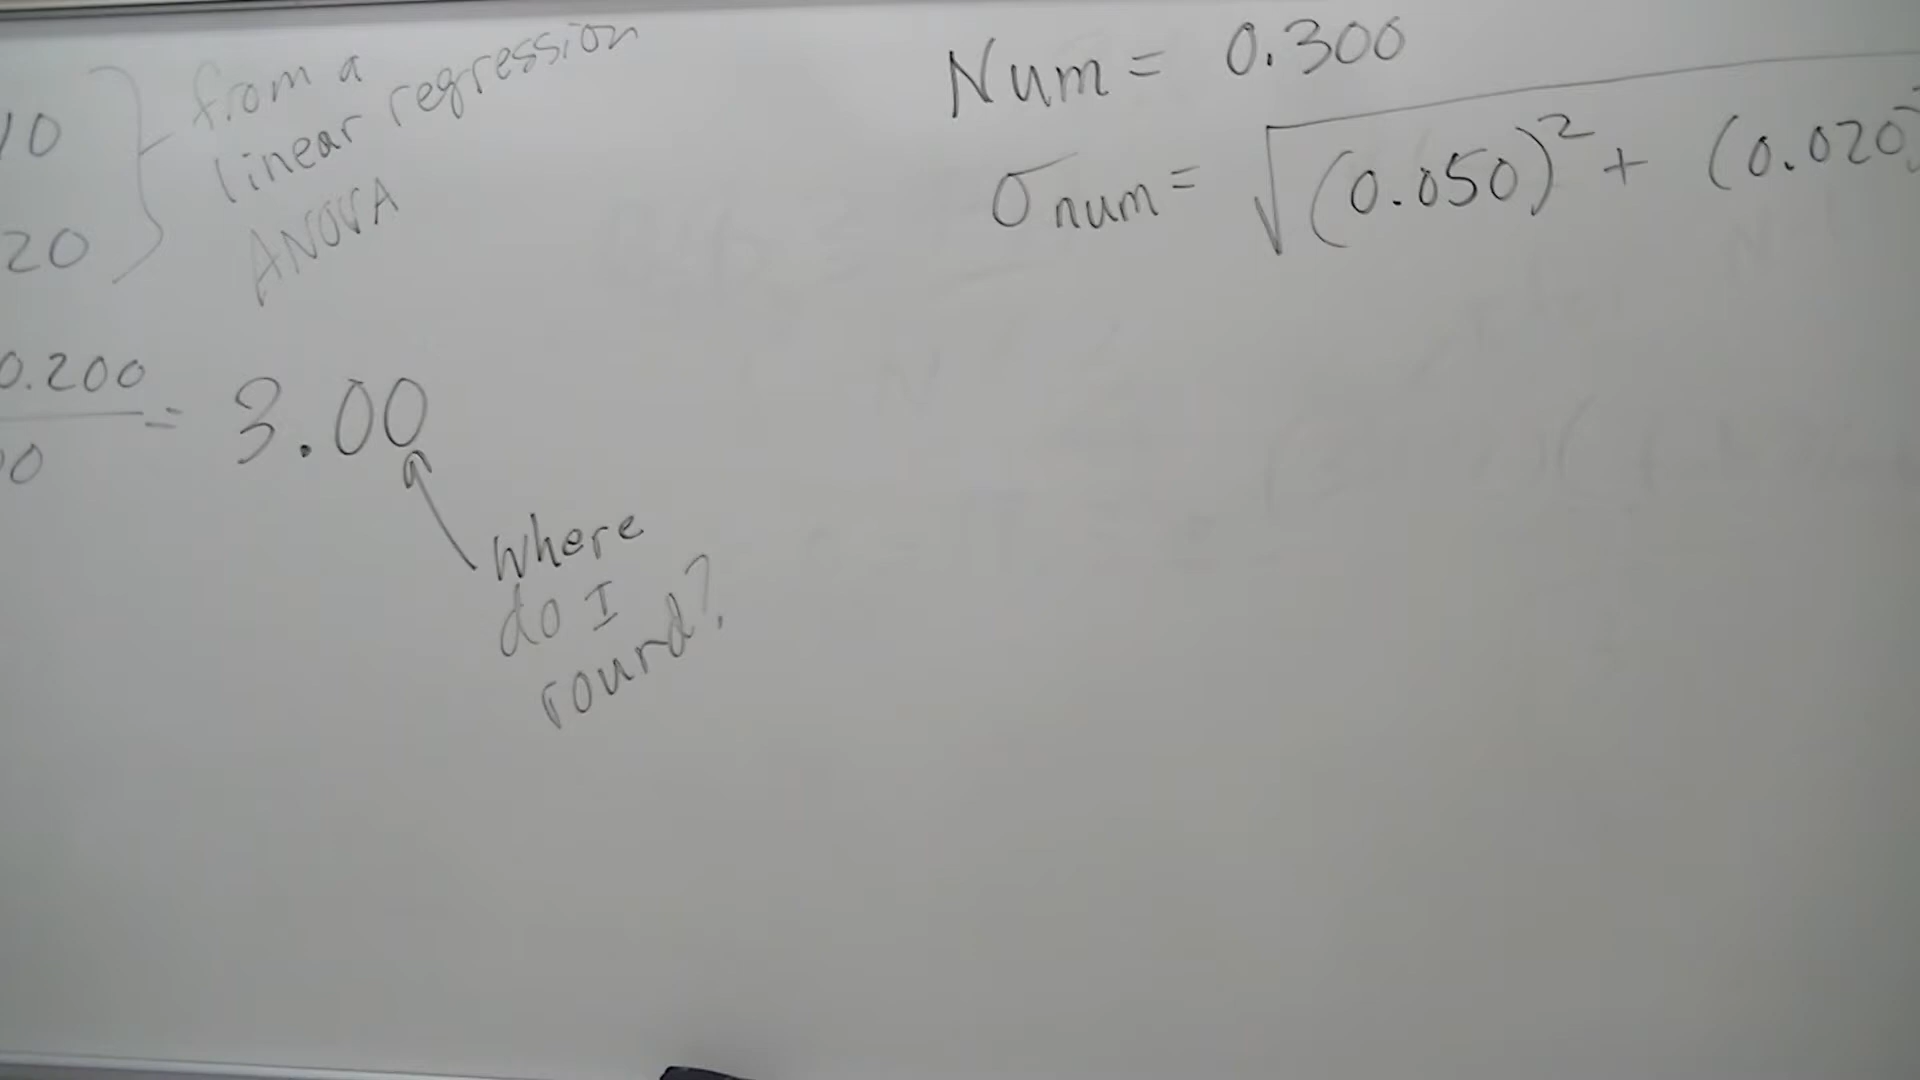 10
20
from a
linear regression
ANOVA
0.200
0
= 3.00
where
do I
round?
Num = 0.300
σnum = √(0.050)² + (0.020)